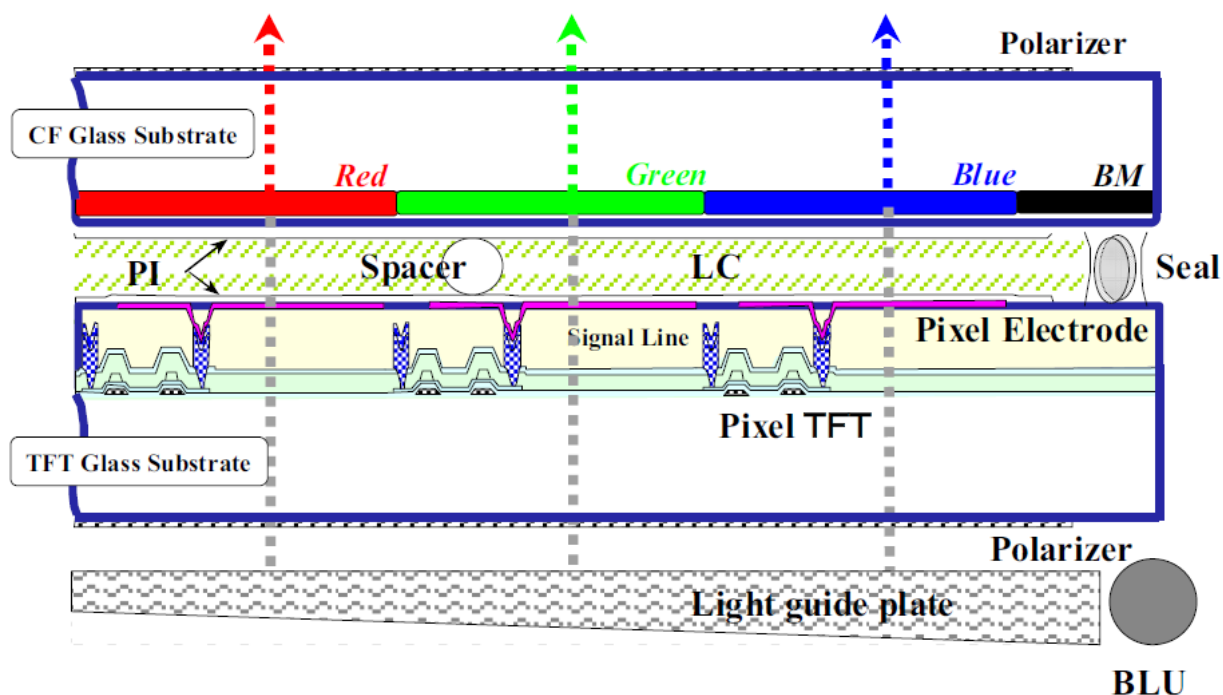 Polarizer
CF Glass Substrate
Red
Green
Blue
BM
PI
Spacer
LC
Seal
Signal Line
Pixel Electrode
Pixel TFT
TFT Glass Substrate
Polarizer
Light guide plate
BLU